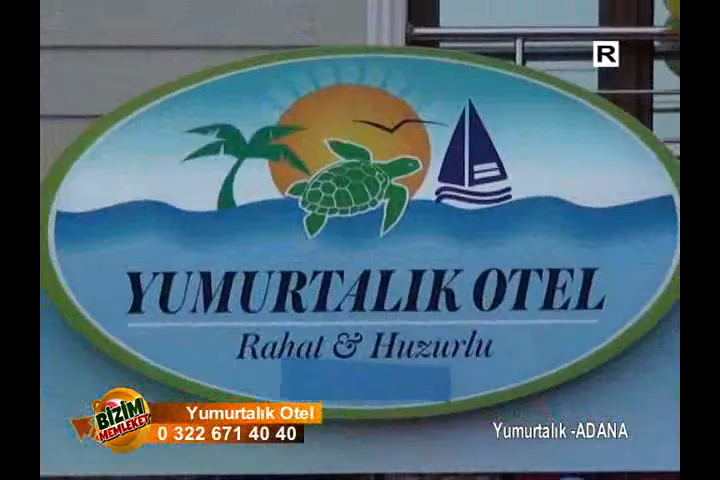 R
YUMURTALIK OTEL
Rahat & Huzurlu
BİZİM
MEMLEKET
Yumurtalık Otel
0 322 671 40 40
Yumurtalık -ADANA